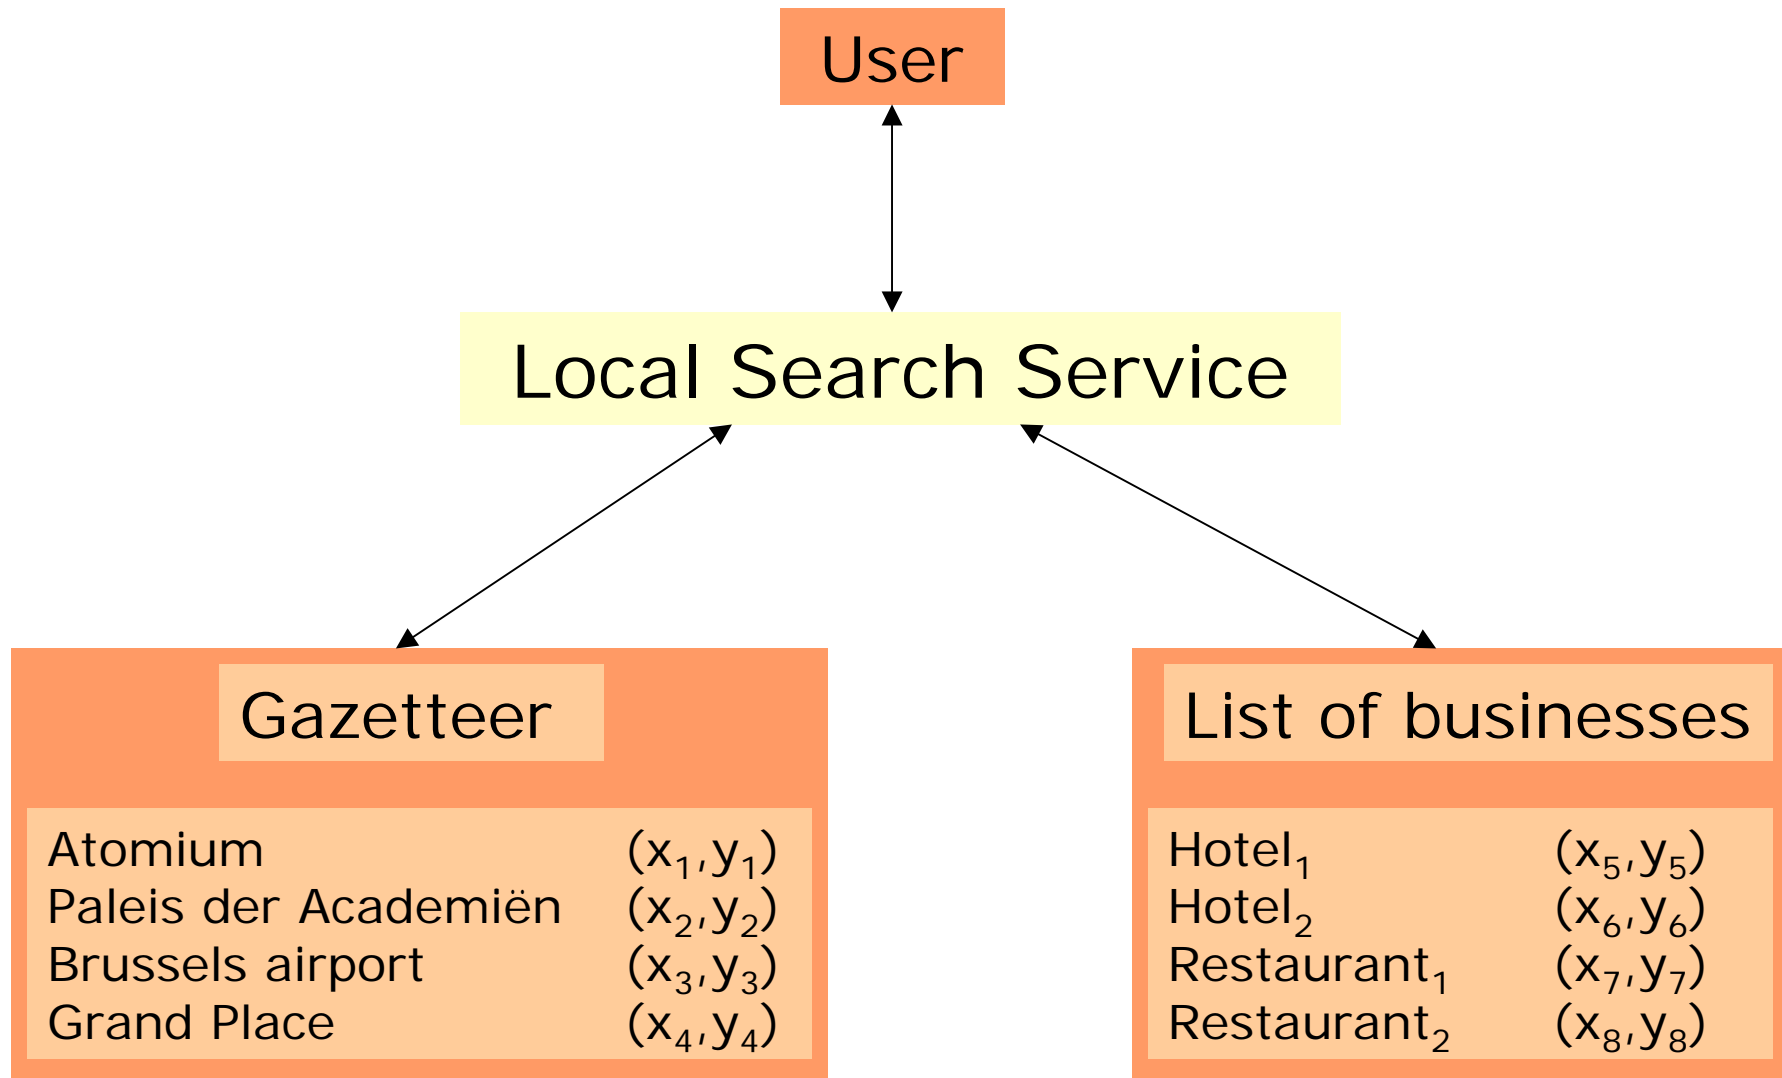 User
Local Search Service
Gazetteer
Atomium (x₁,y₁)
Paleis der Academiën (x₂,y₂)
Brussels airport (x₃,y₃)
Grand Place (x₄,y₄)
List of businesses
Hotel₁ (x₅,y₅)
Hotel₂ (x₆,y₆)
Restaurant₁ (x₇,y₇)
Restaurant₂ (x₈,y₈)